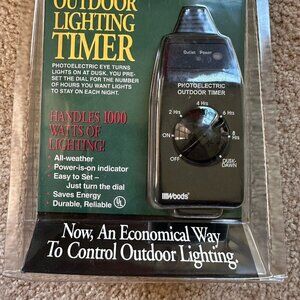 OUTDOOR
LIGHTING
TIMER
PHOTOELECTRIC EYE TURNS
LIGHTS ON AT DUSK. YOU PRE-
SET THE DIAL FOR THE NUMBER
OF HOURS YOU WANT LIGHTS
TO STAY ON EACH NIGHT.
HANDLES 1000
WATTS OF
LIGHTING!
• All-weather
• Power-is-on indicator
• Easy to Set –
Just turn the dial
• Saves Energy
• Durable, Reliable
UL
Outlet Power
PHOTOELECTRIC
OUTDOOR TIMER
4 Hrs
2 Hrs
6 Hrs
ON
8 Hrs
OFF
DUSK-
DAWN
Woods
Now, An Economical Way
To Control Outdoor Lighting.